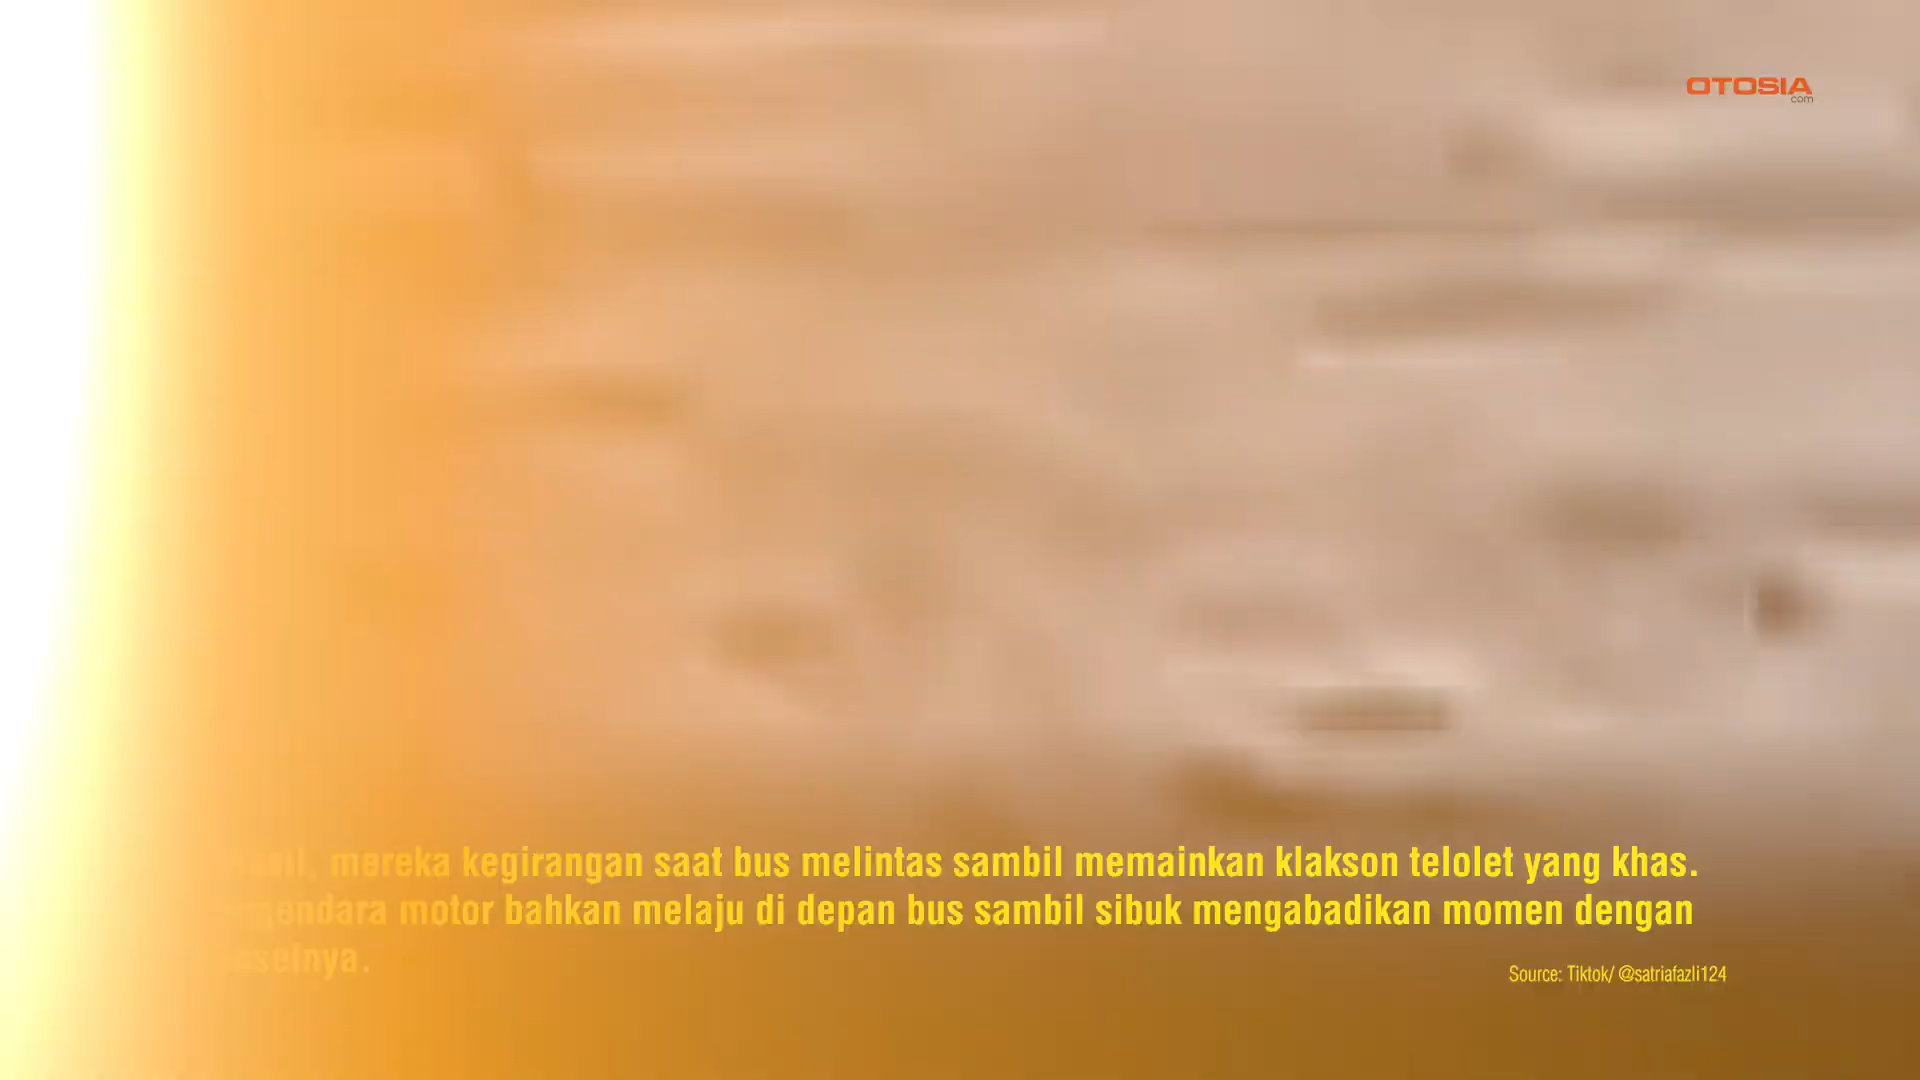 OTOSIA
com
mereka kegirangan saat bus melintas sambil memainkan klakson telolet yang khas.
motor bahkan melaju di depan bus sambil sibuk mengabadikan momen dengan
Source: Tiktok/ @satriafazli124